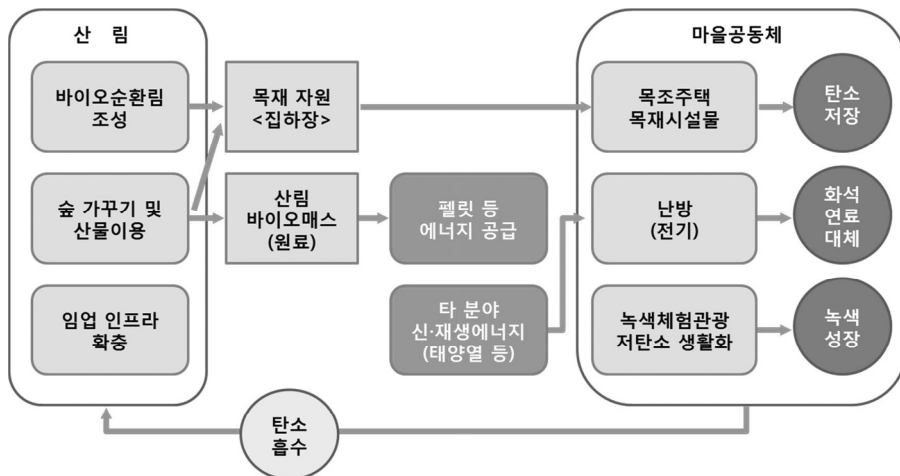 산 림
바이오순환림
조성
숲 가꾸기 및
산물이용
임업 인프라
확충
목재 자원
<집하장>
산림
바이오매스
(원료)
펠릿 등
에너지 공급
타 분야
신·재생에너지
(태양열 등)
마을공동체
목조주택
목재시설물
난방
(전기)
녹색체험관광
저탄소 생활화
탄소
저장
화석
연료
대체
녹색
성장
탄소
흡수